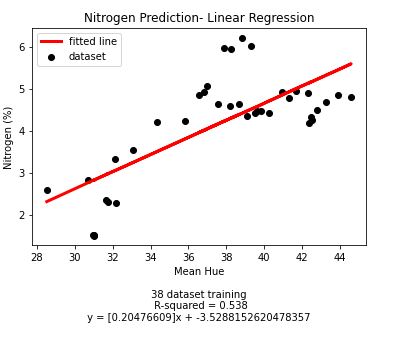 Nitrogen Prediction- Linear Regression
fitted line
dataset
Nitrogen (%)
6
5
4
3
2
28 30 32 34 36 38 40 42 44
Mean Hue
38 dataset training
R-squared = 0.538
y = [0.20476609]x + -3.5288152620478357